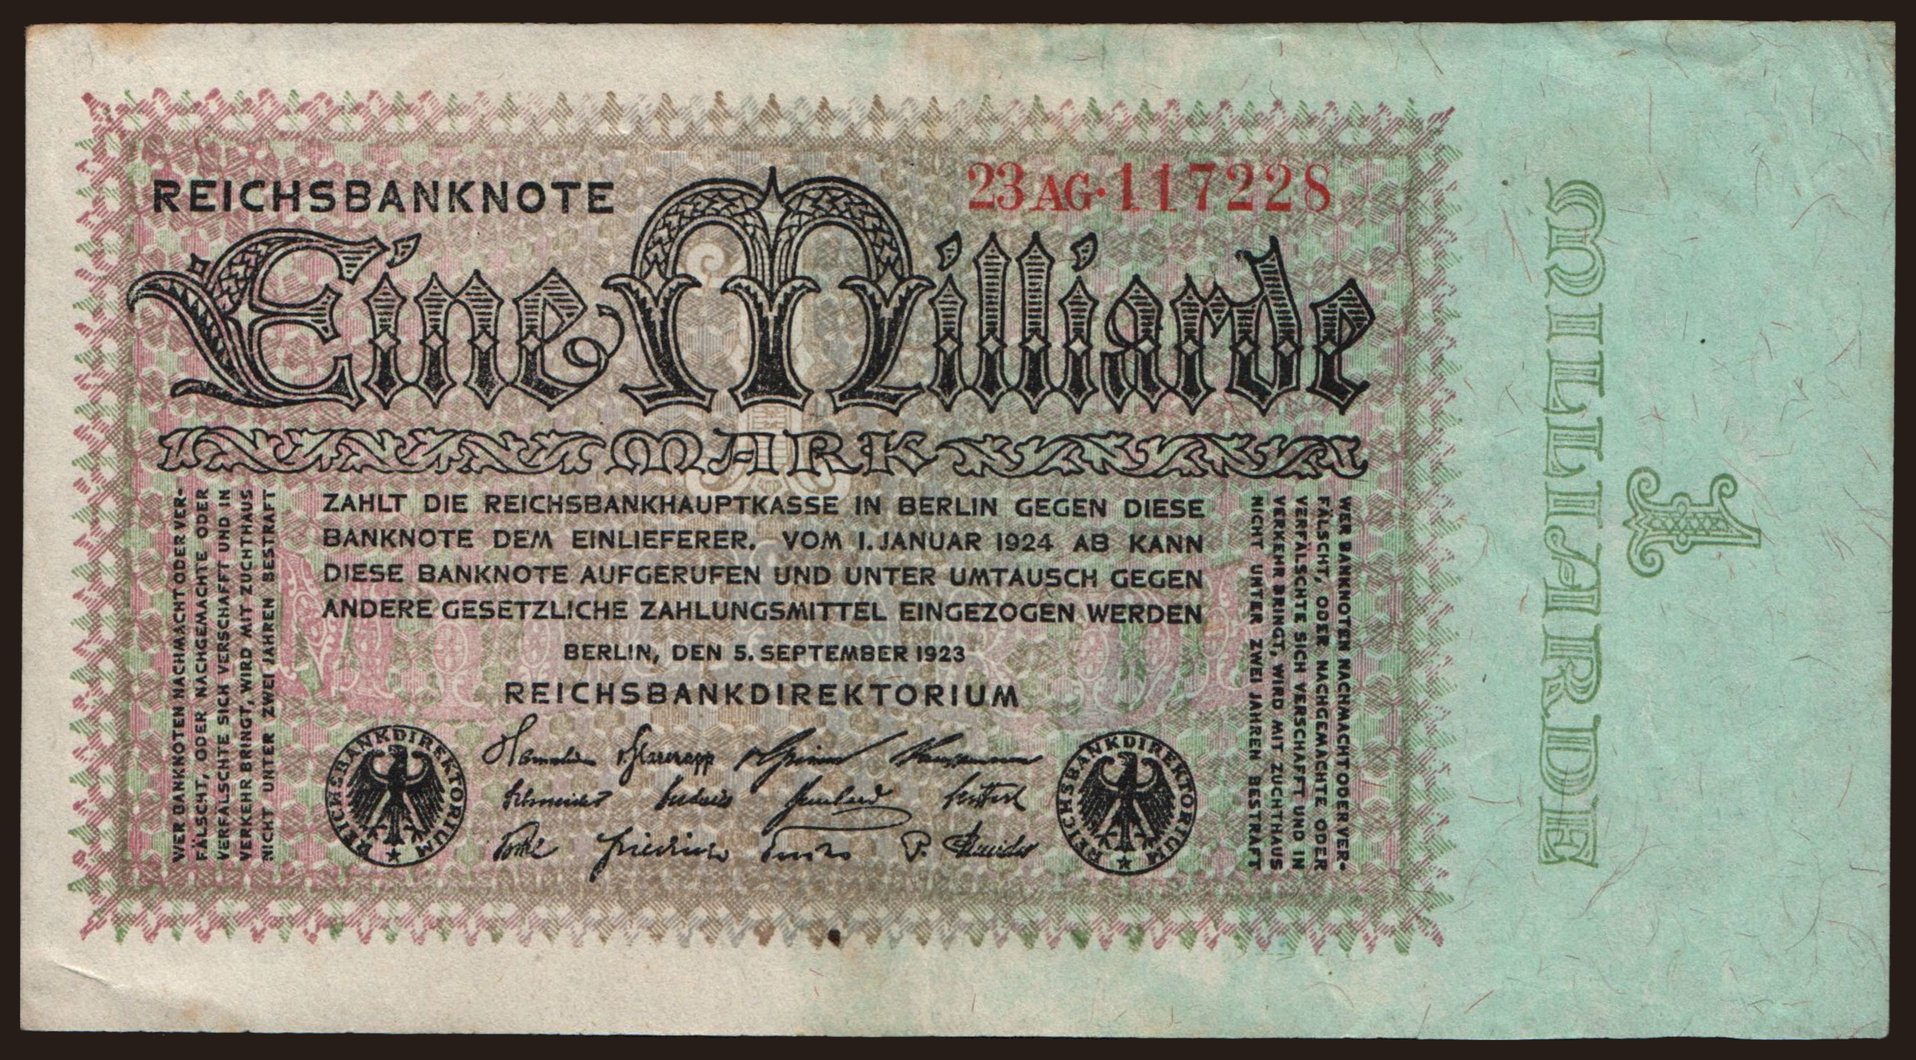 REICHSBANKNOTE
23AG·117228
Eine Milliarde
MARK
ZAHLT DIE REICHSBANKHAUPTKASSE IN BERLIN GEGEN DIESE
BANKNOTE DEM EINLIEFERER. VOM 1. JANUAR 1924 AB KANN
DIESE BANKNOTE AUFGERUFEN UND UNTER UMTAUSCH GEGEN
ANDERE GESETZLICHE ZAHLUNGSMITTEL EINGEZOGEN WERDEN
BERLIN, DEN 5. SEPTEMBER 1923
REICHSBANKDIREKTORIUM
WER BANKNOTEN NACHMACHT ODER VER-
FÄLSCHT, ODER NACHGEMACHTE ODER
VERFÄLSCHTE SICH VERSCHAFFT UND IN
VERKEHR BRINGT, WIRD MIT ZUCHTHAUS
NICHT UNTER ZWEI JAHREN BESTRAFT
WER BANKNOTEN NACHMACHT ODER VER-
FÄLSCHT, ODER NACHGEMACHTE ODER
VERFÄLSCHTE SICH VERSCHAFFT UND IN
VERKEHR BRINGT, WIRD MIT ZUCHTHAUS
NICHT UNTER ZWEI JAHREN BESTRAFT
REICHSBANKDIREKTORIUM
REICHSBANKDIREKTORIUM
1
MILLIARDE